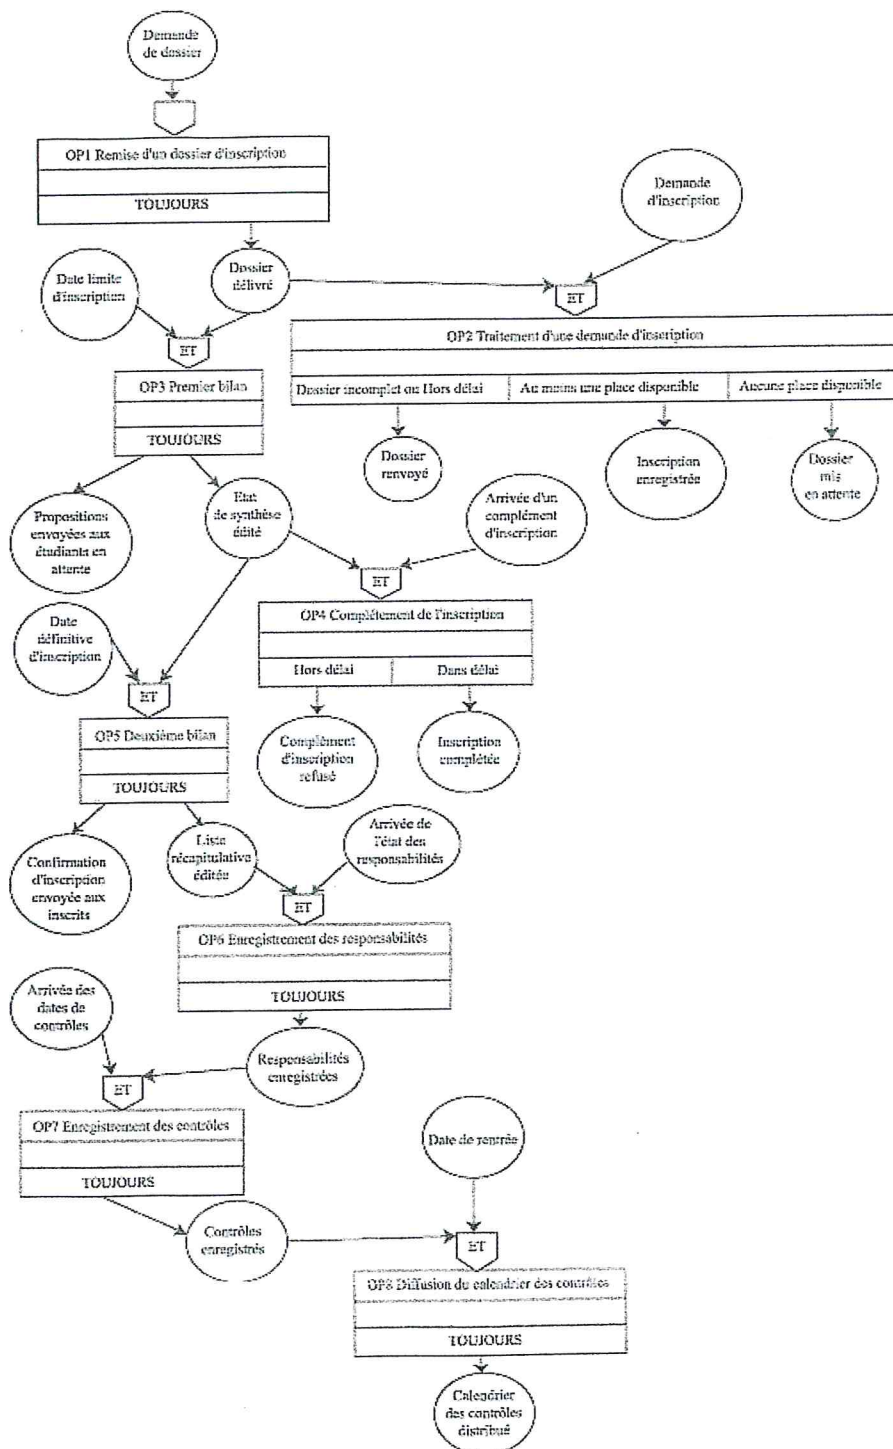 Demande
de dossier
OP1 Remise d'un dossier d'inscription
TOUJOURS
Demande
d'inscription
Date limite
d'inscription
Dossier
délivré
ET
ET
OP2 Traitement d'une demande d'inscription
Dossier incomplet ou Hors délai
Au moins une place disponible
Aucune place disponible
OP3 Premier bilan
TOUJOURS
Dossier
renvoyé
Inscription
enregistrée
Dossier
mis
en attente
Propositions
envoyées aux
étudiants en
attente
Etat
de synthèse
édité
Arrivée d'un
complément
d'inscription
ET
OP4 Complétement de l'inscription
Hors délai
Dans délai
Date
définitive
d'inscription
ET
OP5 Deuxième bilan
TOUJOURS
Complément
d'inscription
refusé
Inscription
complétée
Confirmation
d'inscription
envoyée aux
inscrits
Liste
récapitulative
éditée
Arrivée de
l'état des
responsabilités
ET
OP6 Enregistrement des responsabilités
TOUJOURS
Arrivée des
dates de
contrôles
Responsabilités
enregistrées
ET
OP7 Enregistrement des contrôles
TOUJOURS
Date de rentrée
Contrôles
enregistrés
ET
OP8 Diffusion du calendrier des contrôles
TOUJOURS
Calendrier
des contrôles
distribué